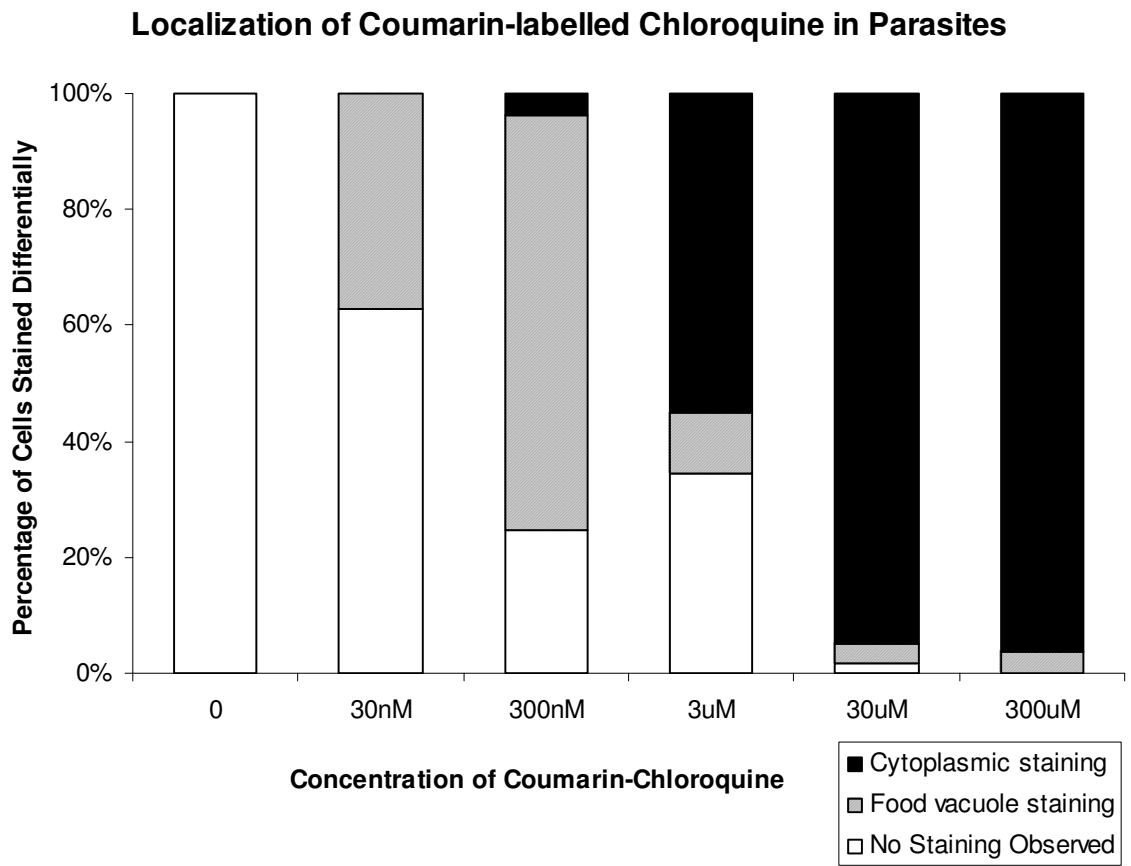 Localization of Coumarin-labelled Chloroquine in Parasites
Percentage of Cells Stained Differentially
100%
80%
60%
40%
20%
0%
0 30nM 300nM 3uM 30uM 300uM
Concentration of Coumarin-Chloroquine
Cytoplasmic staining
Food vacuole staining
No Staining Observed